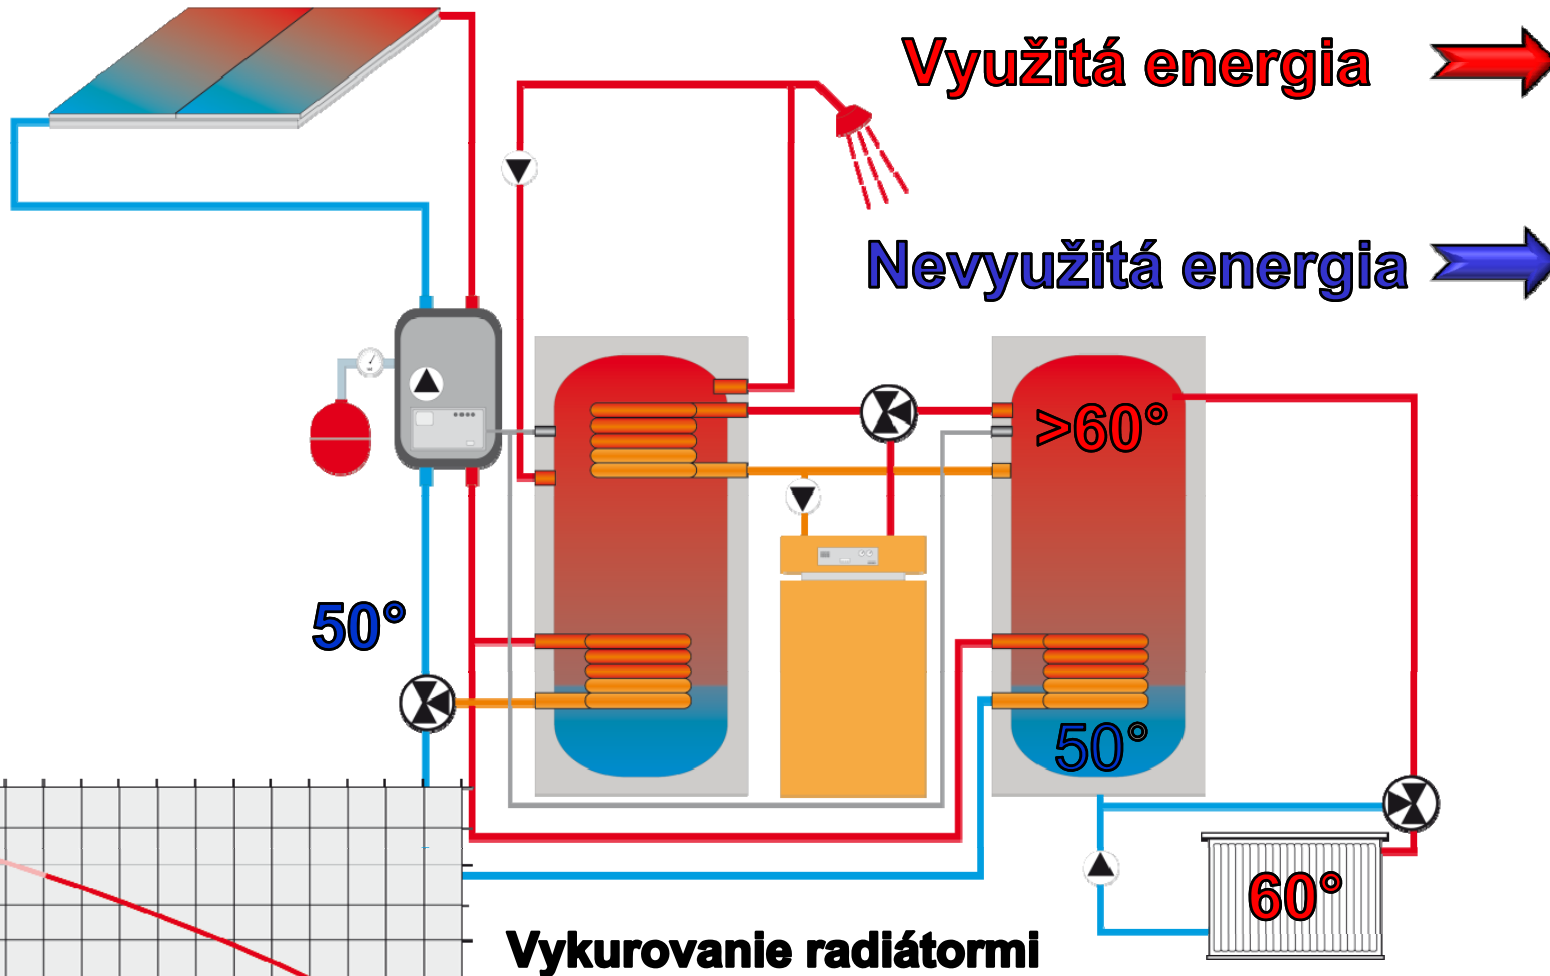 Využitá energia
Nevyužitá energia
>60°
50°
50°
60°
Vykurovanie radiátormi